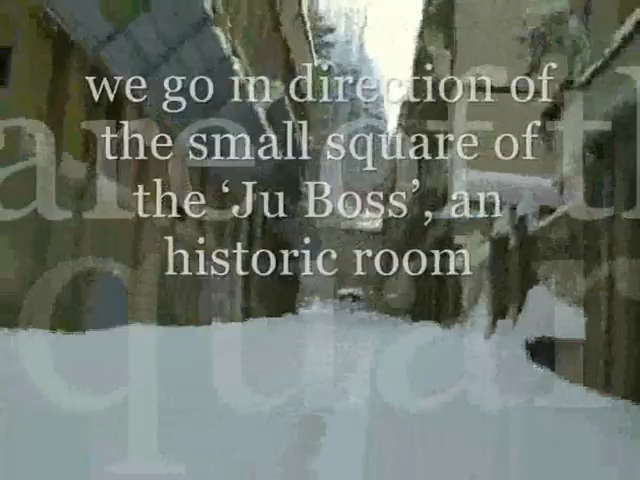 we go in direction of
the small square of
the ‘Ju Boss’, an
historic room